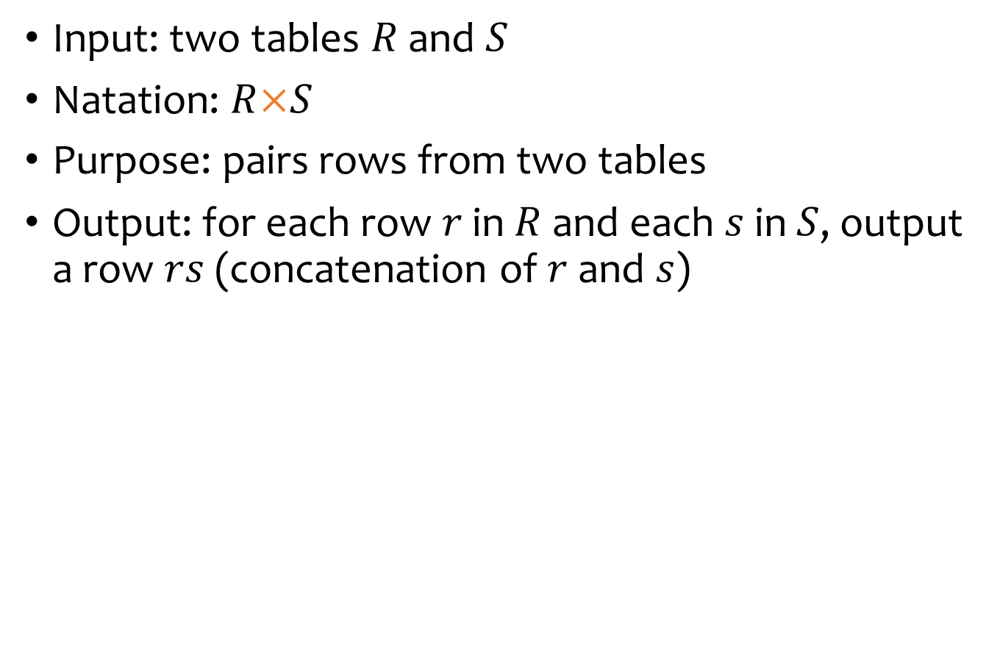 • Input: two tables R and S
• Natation: R×S
• Purpose: pairs rows from two tables
• Output: for each row r in R and each s in S, output
a row rs (concatenation of r and s)